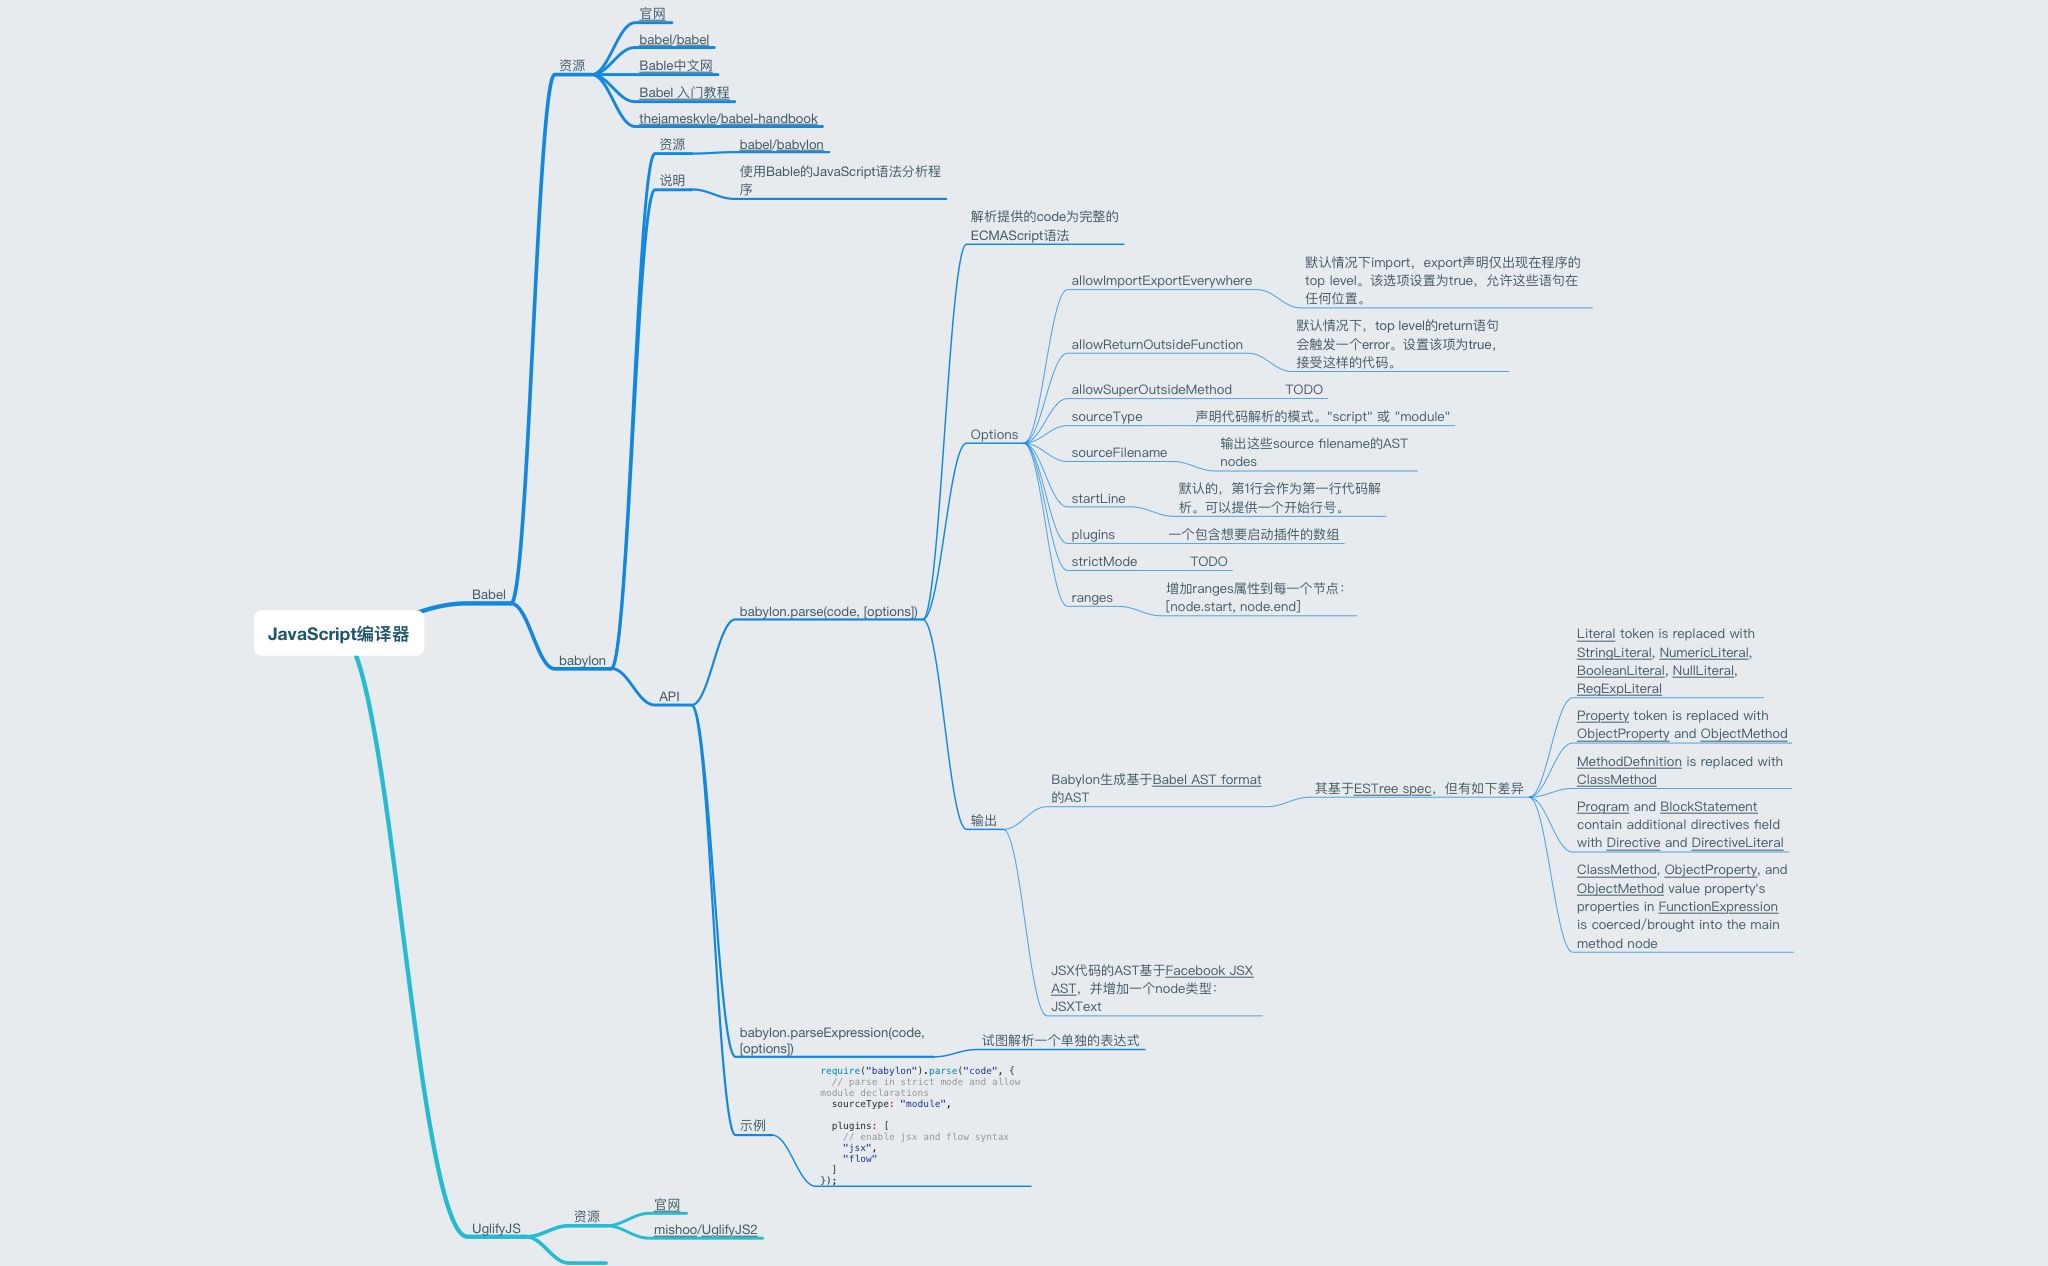 官网
babel/babel
资源
Bable中文网
Babel 入门教程
thejameskyle/babel-handbook
资源
babel/babylon
说明
使用Bable的JavaScript语法分析程
序
解析提供的code为完整的
ECMAScript语法
allowImportExportEverywhere
默认情况下import，export声明仅出现在程序的
top level。该选项设置为true，允许这些语句在
任何位置。
allowReturnOutsideFunction
默认情况下，top level的return语句
会触发一个error。设置该项为true，
接受这样的代码。
allowSuperOutsideMethod
TODO
sourceType
声明代码解析的模式。"script" 或 "module"
Options
sourceFilename
输出这些source filename的AST
nodes
startLine
默认的，第1行会作为第一行代码解
析。可以提供一个开始行号。
plugins
一个包含想要启动插件的数组
strictMode
TODO
ranges
增加ranges属性到每一个节点：
[node.start, node.end]
Babel
babylon.parse(code, [options])
JavaScript编译器
babylon
API
Literal token is replaced with
StringLiteral, NumericLiteral,
BooleanLiteral, NullLiteral,
RegExpLiteral
Property token is replaced with
ObjectProperty and ObjectMethod
MethodDefinition is replaced with
ClassMethod
Babylon生成基于Babel AST format
的AST
其基于ESTree spec，但有如下差异
输出
Program and BlockStatement
contain additional directives field
with Directive and DirectiveLiteral
ClassMethod, ObjectProperty, and
ObjectMethod value property's
properties in FunctionExpression
is coerced/brought into the main
method node
JSX代码的AST基于Facebook JSX
AST，并增加一个node类型：
JSXText
babylon.parseExpression(code,
[options])
试图解析一个单独的表达式
示例
require("babylon").parse("code", {
  // parse in strict mode and allow
module declarations
  sourceType: "module",
  plugins: [
    // enable jsx and flow syntax
    "jsx",
    "flow"
  ]
});
官网
资源
UglifyJS
mishoo/UglifyJS2